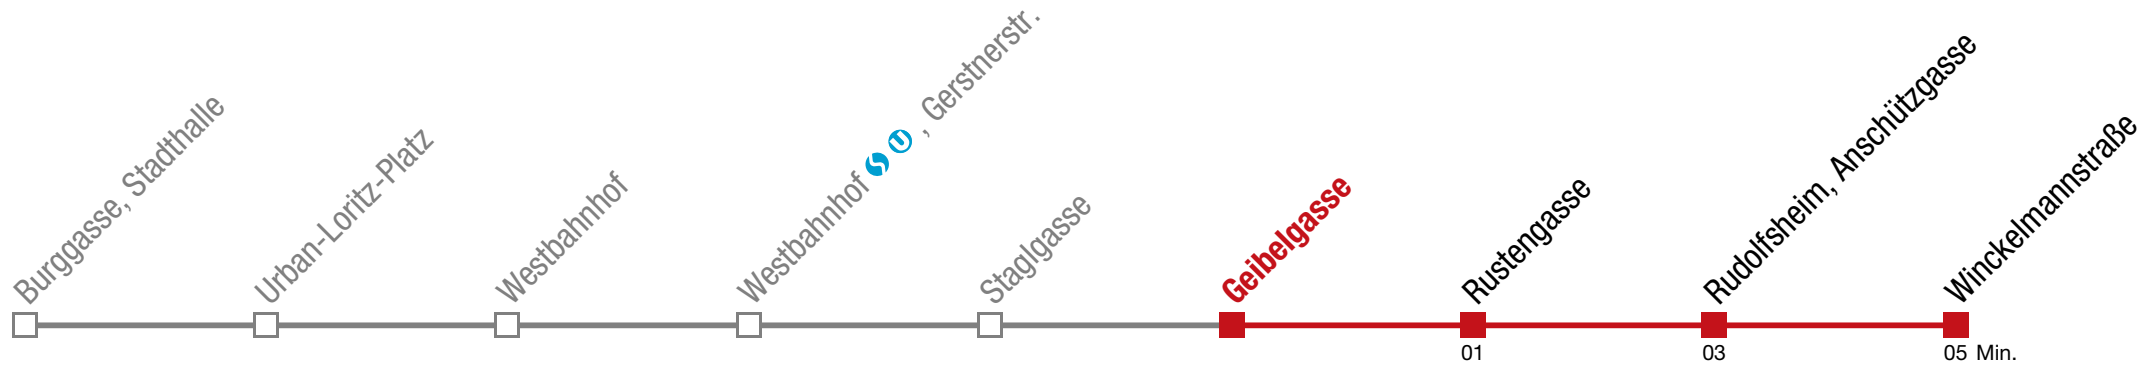 Burggasse, Stadthalle
Urban-Loritz-Platz
Westbahnhof
Westbahnhof S U , Gerstnerstr.
Staglgasse
Geibelgasse
Rustengasse
Rudolfsheim, Anschützgasse
Winckelmannstraße
01
03
05 Min.